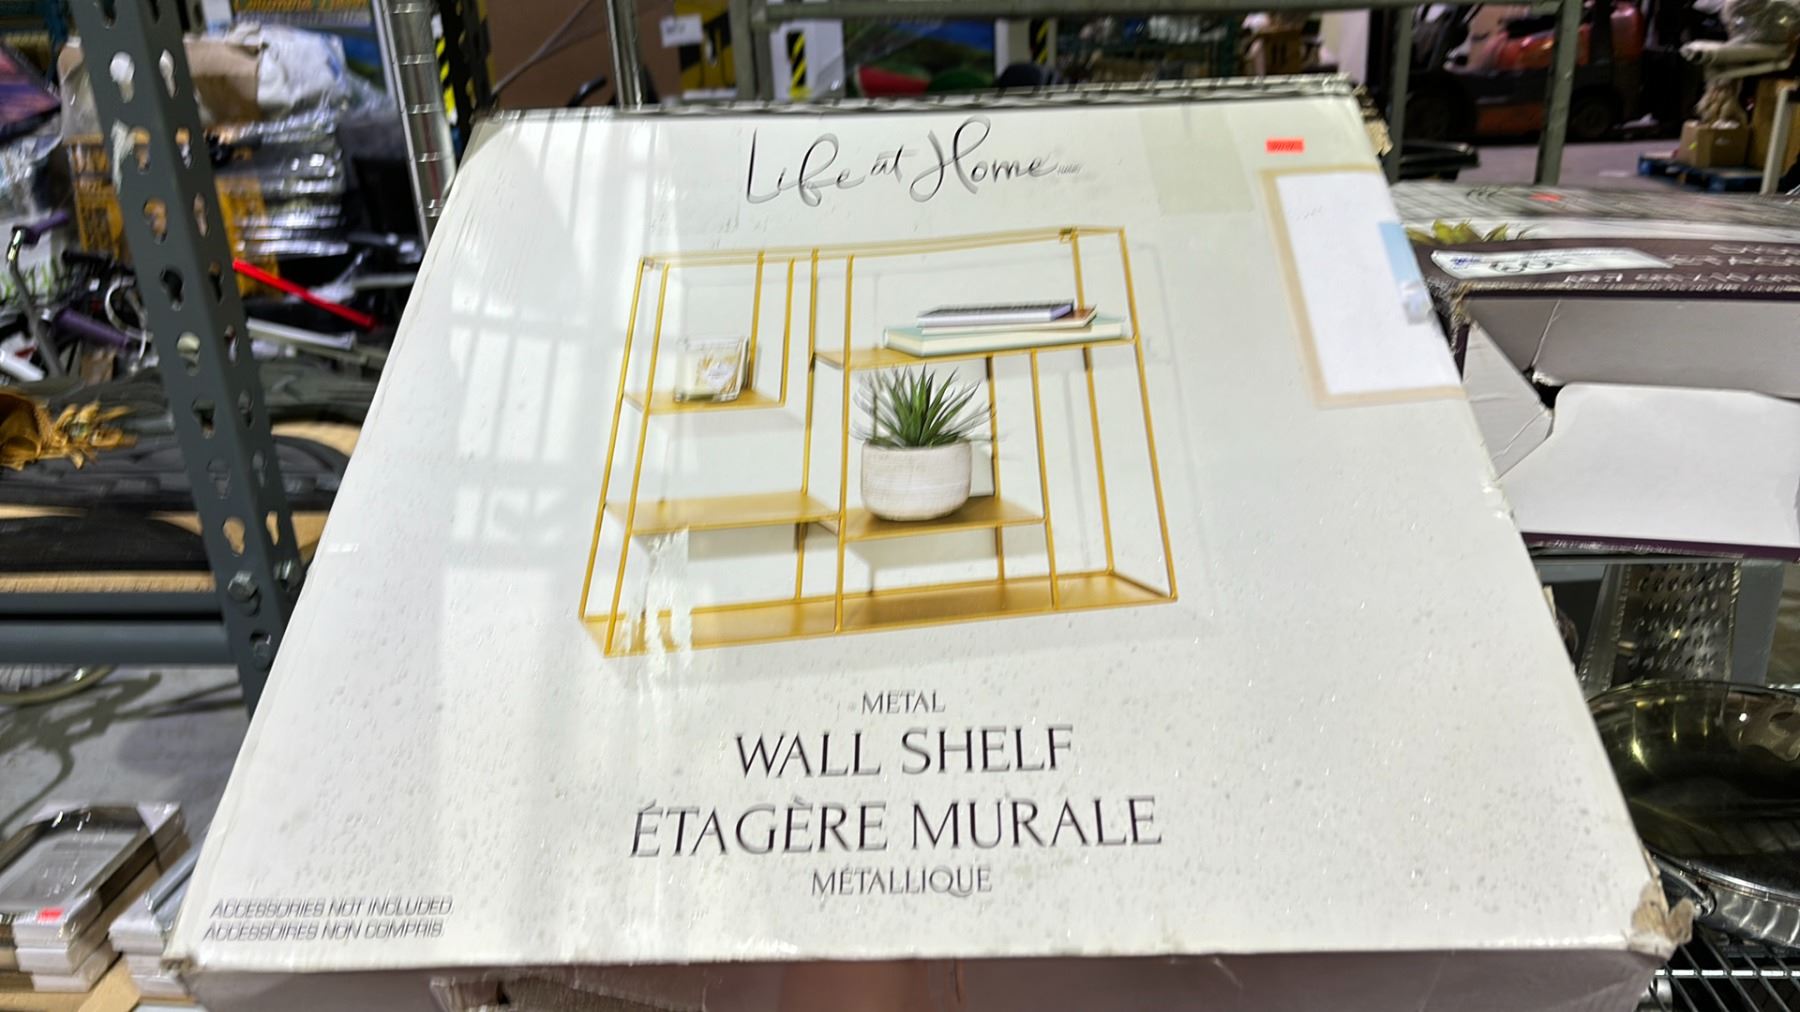 Life at Home
METAL
WALL SHELF
ÉTAGÈRE MURALE
MÉTALLIQUE
ACCESSORIES NOT INCLUDED.
ACCESSOIRES NON COMPRIS.